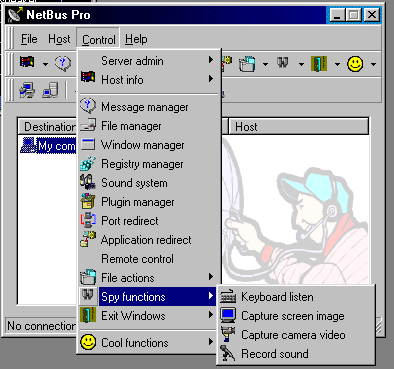 NetBus Pro
File Host Control Help
Server admin
Host info
Message manager
File manager
Window manager
Registry manager
Sound system
Plugin manager
Port redirect
Application redirect
Remote control
File actions
Spy functions
Exit Windows
Cool functions
Keyboard listen
Capture screen image
Capture camera video
Record sound
Destination Host
My com
No connection